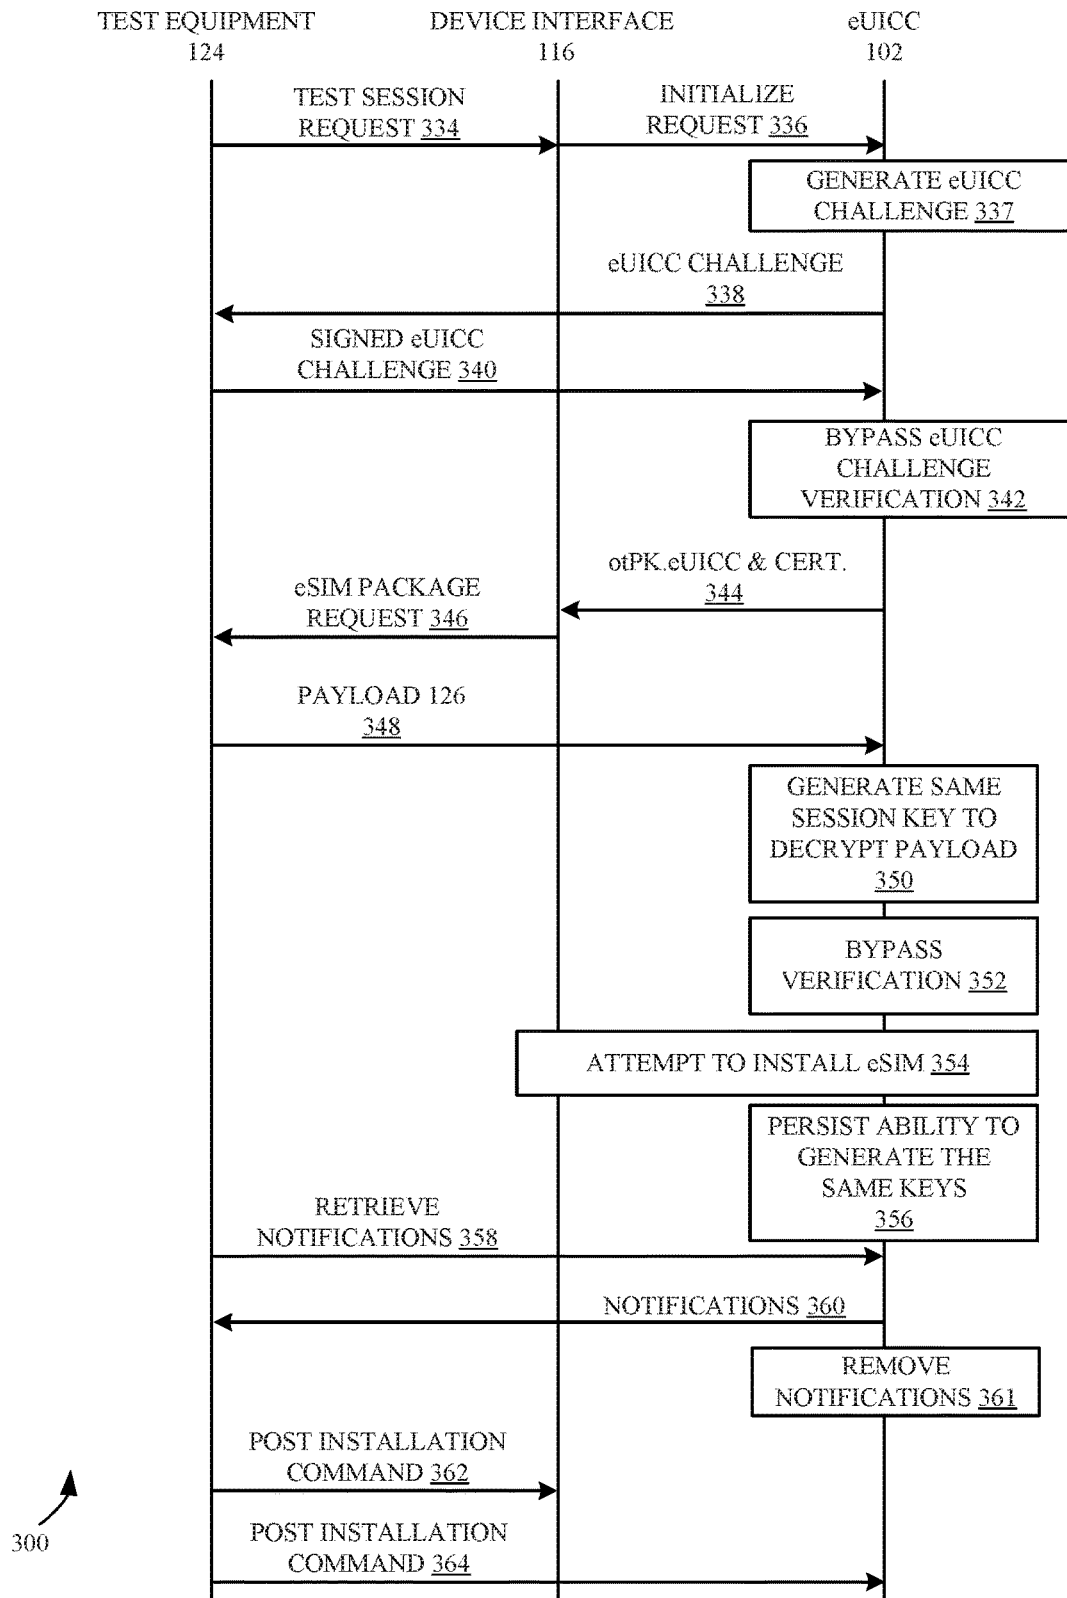 TEST EQUIPMENT
124
DEVICE INTERFACE
116
eUICC
102
TEST SESSION
REQUEST 334
INITIALIZE
REQUEST 336
GENERATE eUICC
CHALLENGE 337
eUICC CHALLENGE
338
SIGNED eUICC
CHALLENGE 340
BYPASS eUICC
CHALLENGE
VERIFICATION 342
otPK.eUICC & CERT.
344
eSIM PACKAGE
REQUEST 346
PAYLOAD 126
348
GENERATE SAME
SESSION KEY TO
DECRYPT PAYLOAD
350
BYPASS
VERIFICATION 352
ATTEMPT TO INSTALL eSIM 354
PERSIST ABILITY TO
GENERATE THE
SAME KEYS
356
RETRIEVE
NOTIFICATIONS 358
NOTIFICATIONS 360
REMOVE
NOTIFICATIONS 361
POST INSTALLATION
COMMAND 362
300
POST INSTALLATION
COMMAND 364